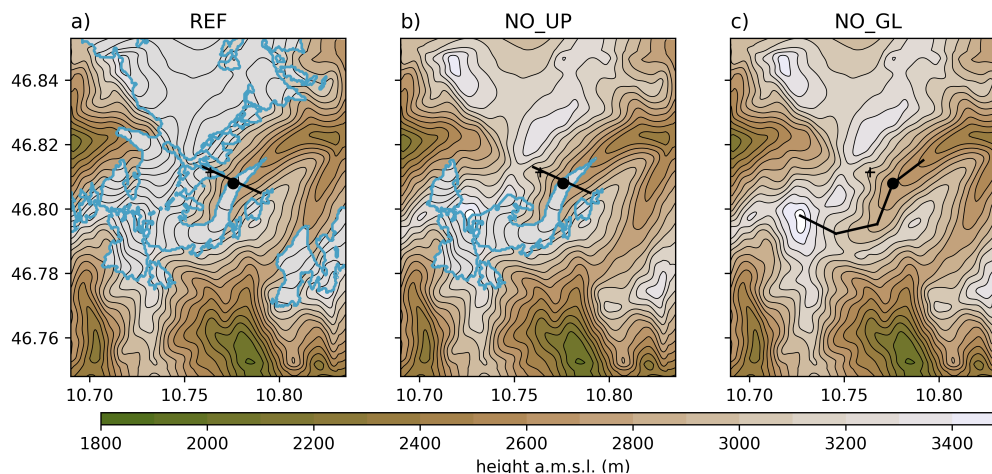 a) REF
b) NO_UP
c) NO_GL
46.84
46.82
46.80
46.78
46.76
10.70 10.75 10.80
10.70 10.75 10.80
10.70 10.75 10.80
1800 2000 2200 2400 2600 2800 3000 3200 3400
height a.m.s.l. (m)